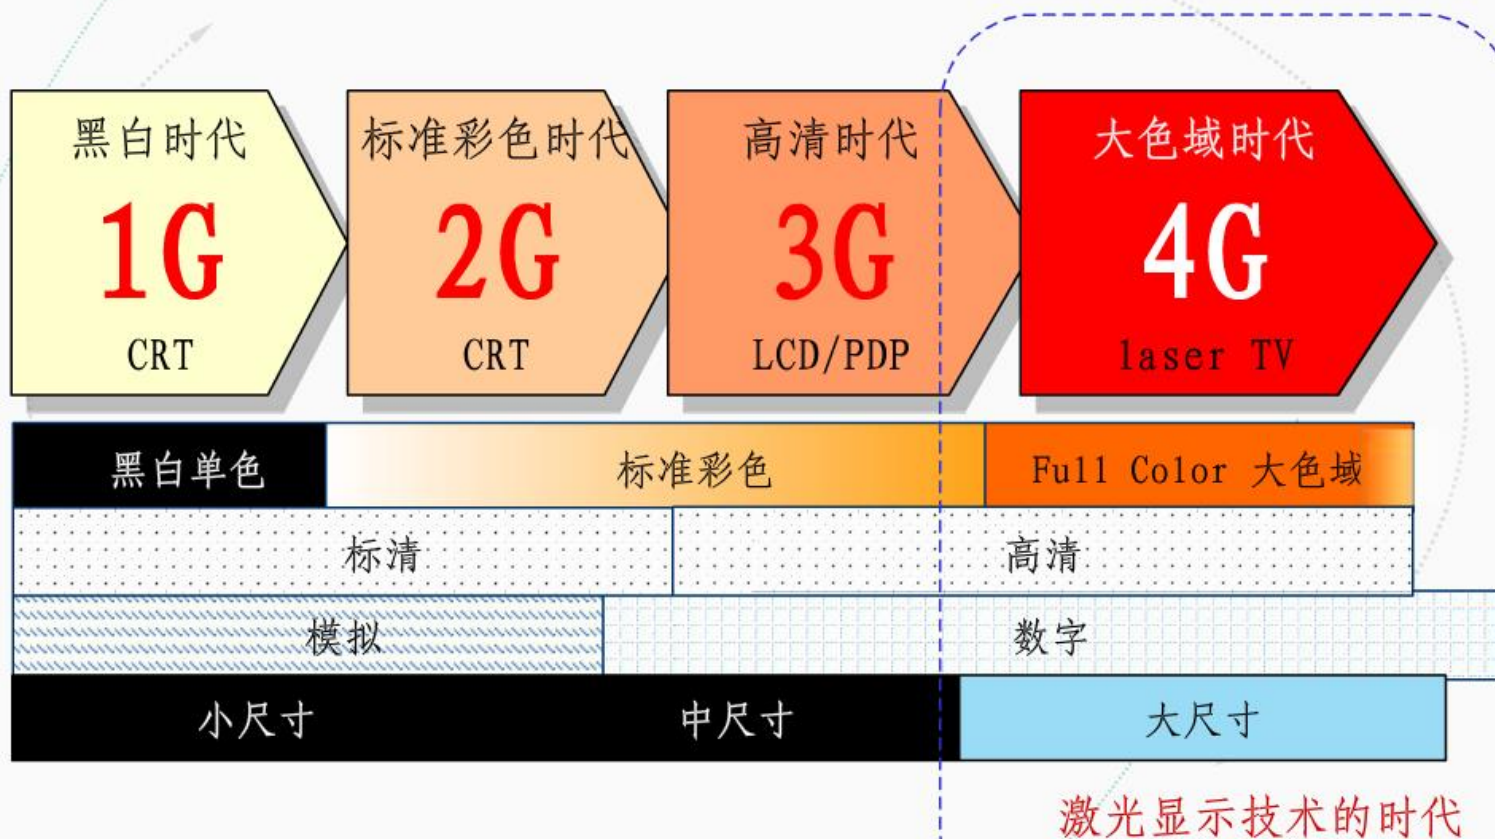 黑白时代
1G
CRT
标准彩色时代
2G
CRT
高清时代
3G
LCD/PDP
大色域时代
4G
laser TV
黑白单色
标准彩色
Full Color 大色域
标清
高清
模拟
数字
小尺寸
中尺寸
大尺寸
激光显示技术的时代